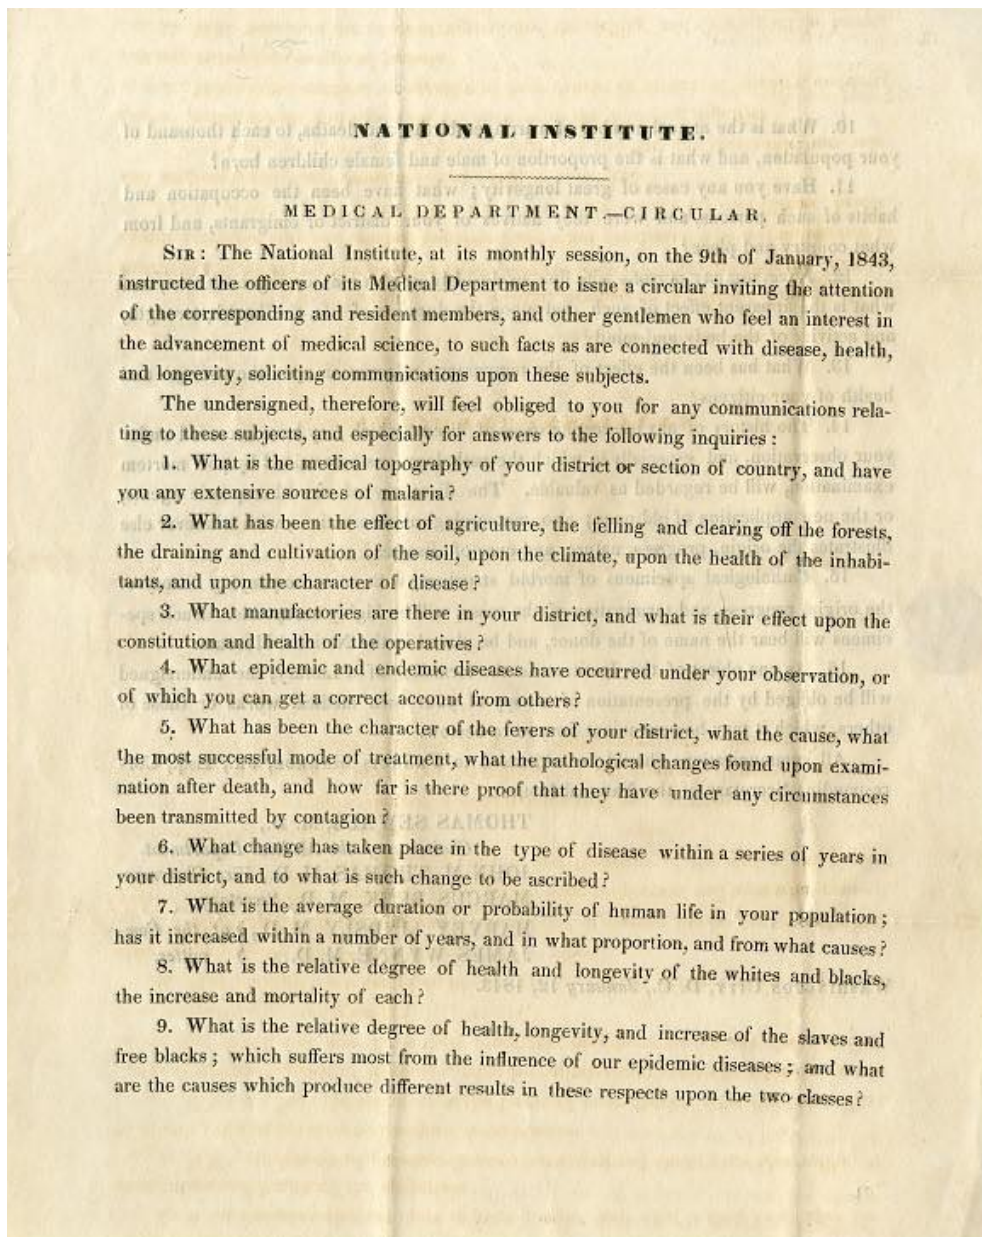 NATIONAL INSTITUTE.
MEDICAL DEPARTMENT.—CIRCULAR.
SIR: The National Institute, at its monthly session, on the 9th of January, 1843,
instructed the officers of its Medical Department to issue a circular inviting the attention
of the corresponding and resident members, and other gentlemen who feel an interest in
the advancement of medical science, to such facts as are connected with disease, health,
and longevity, soliciting communications upon these subjects.
The undersigned, therefore, will feel obliged to you for any communications rela-
ting to these subjects, and especially for answers to the following inquiries:
1. What is the medical topography of your district or section of country, and have
you any extensive sources of malaria?
2. What has been the effect of agriculture, the felling and clearing off the forests,
the draining and cultivation of the soil, upon the climate, upon the health of the inhabi-
tants, and upon the character of disease?
3. What manufactories are there in your district, and what is their effect upon the
constitution and health of the operatives?
4. What epidemic and endemic diseases have occurred under your observation, or
of which you can get a correct account from others?
5. What has been the character of the fevers of your district, what the cause, what
the most successful mode of treatment, what the pathological changes found upon exami-
nation after death, and how far is there proof that they have under any circumstances
been transmitted by contagion?
6. What change has taken place in the type of disease within a series of years in
your district, and to what is such change to be ascribed?
7. What is the average duration or probability of human life in your population;
has it increased within a number of years, and in what proportion, and from what causes?
8. What is the relative degree of health and longevity of the whites and blacks,
the increase and mortality of each?
9. What is the relative degree of health, longevity, and increase of the slaves and
free blacks; which suffers most from the influence of our epidemic diseases; and what
are the causes which produce different results in these respects upon the two classes?